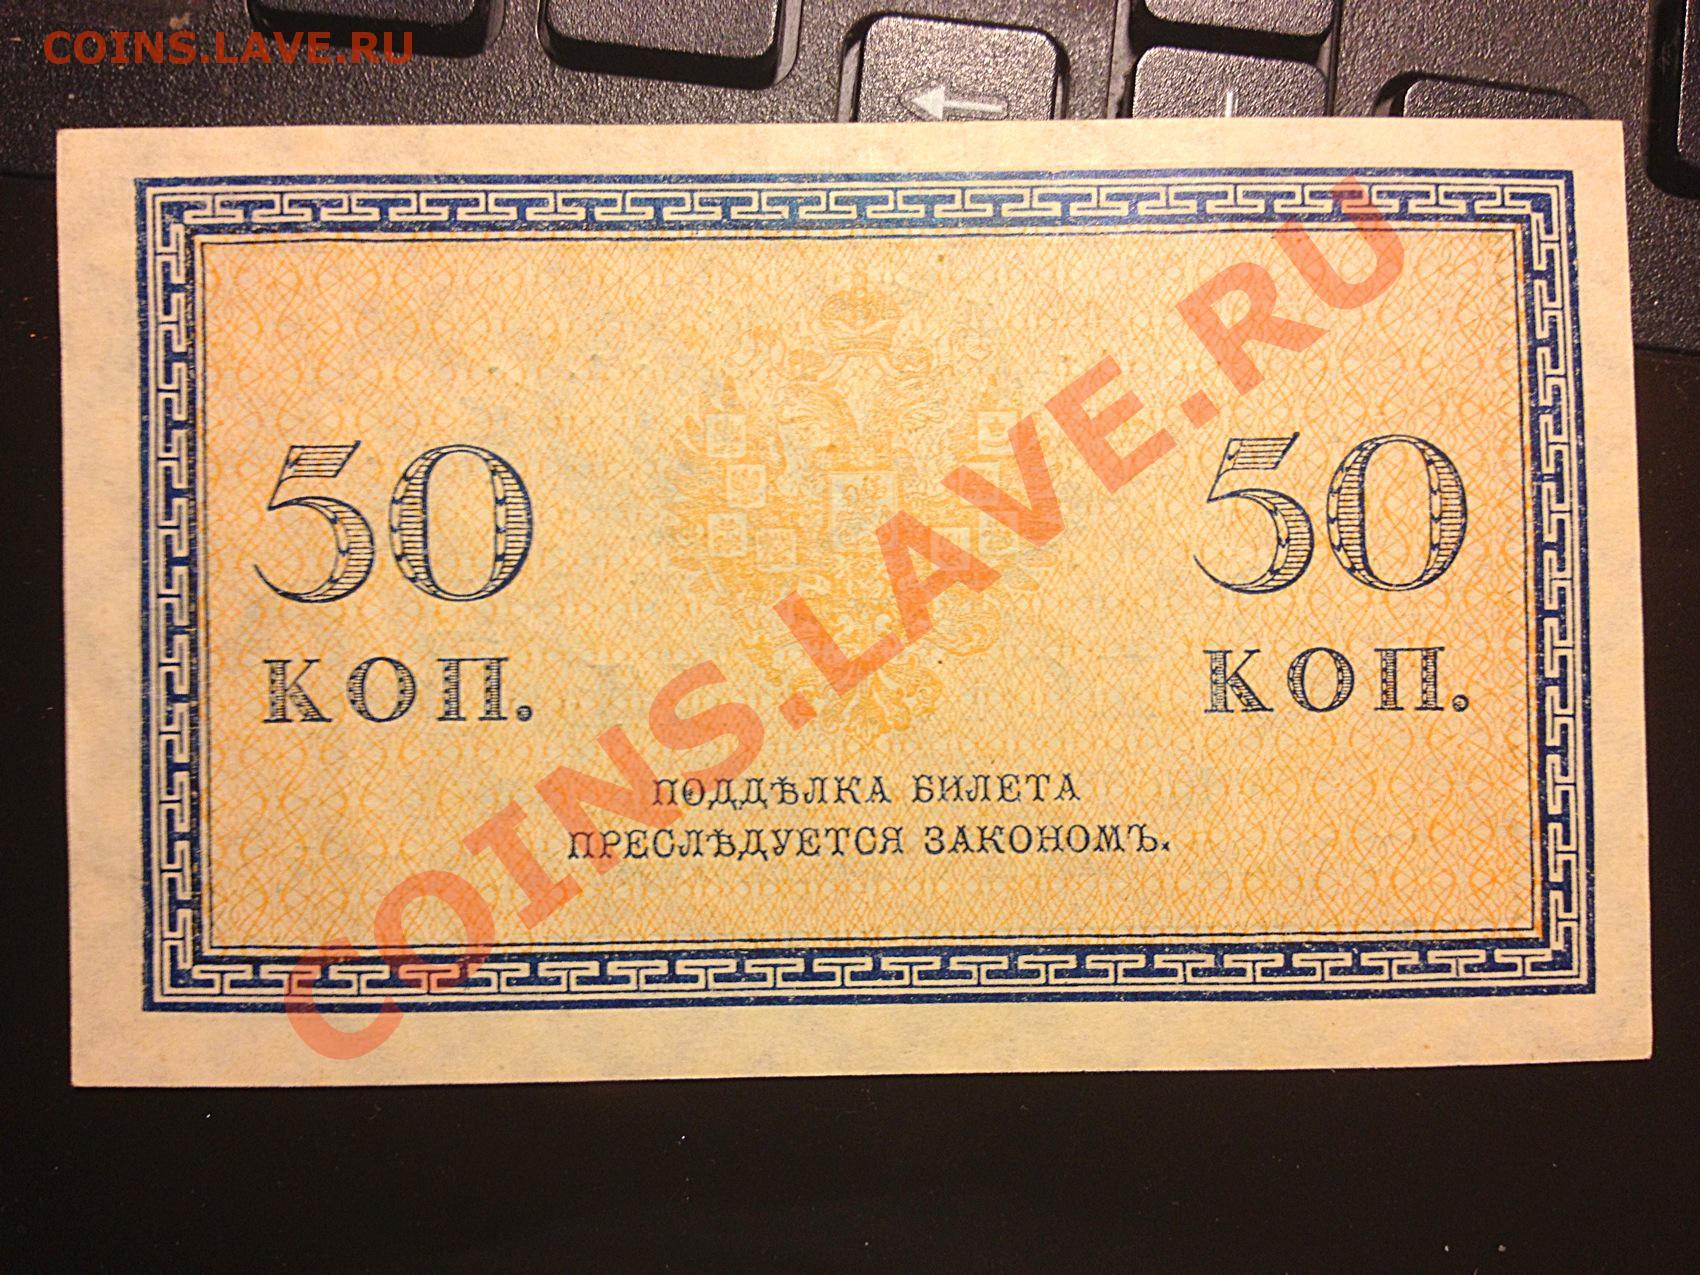 COINS.LAVE.RU
50
КОП.
50
КОП.
ПОДДѢЛКА БИЛЕТА
ПРЕСЛѢДУЕТСЯ ЗАКОНОМЪ.
COINS.LAVE.RU